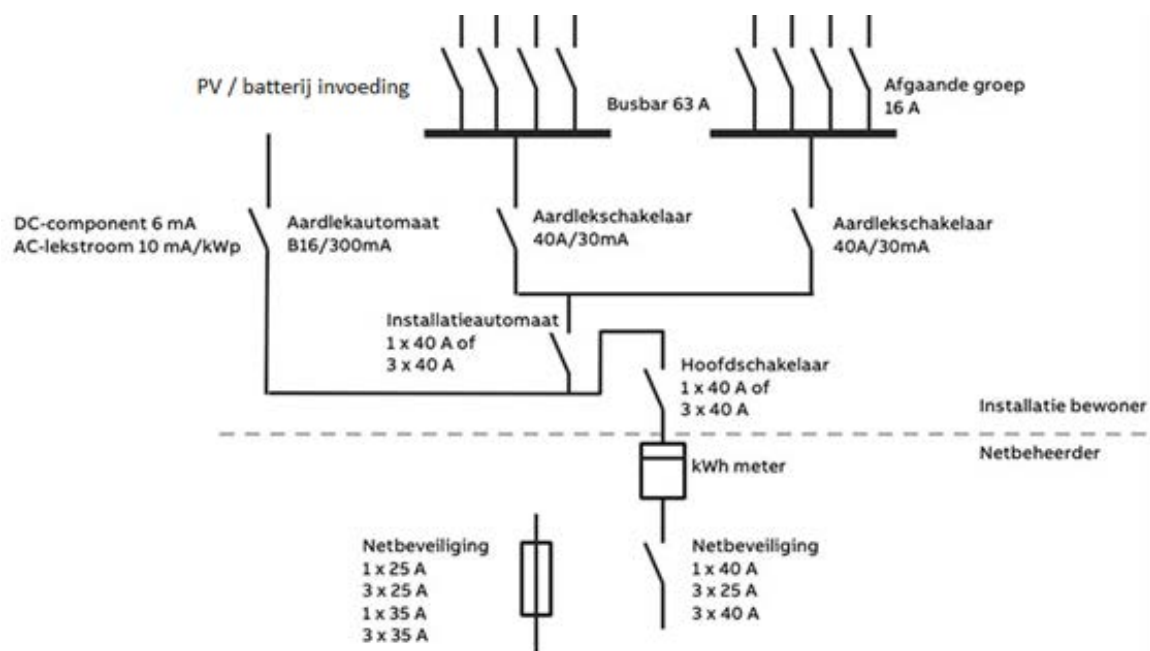 PV / batterij invoeding
Busbar 63 A
Afgaande groep
16 A
DC-component 6 mA
AC-lekstroom 10 mA/kWp
Aardlekautomaat
B16/300mA
Aardlekschakelaar
40A/30mA
Aardlekschakelaar
40A/30mA
Installatieautomaat
1 x 40 A of
3 x 40 A
Hoofdschakelaar
1 x 40 A of
3 x 40 A
Installatie bewoner
Netbeheerder
kWh meter
Netbeveiliging
1 x 25 A
3 x 25 A
1 x 35 A
3 x 35 A
Netbeveiliging
1 x 40 A
3 x 25 A
3 x 40 A